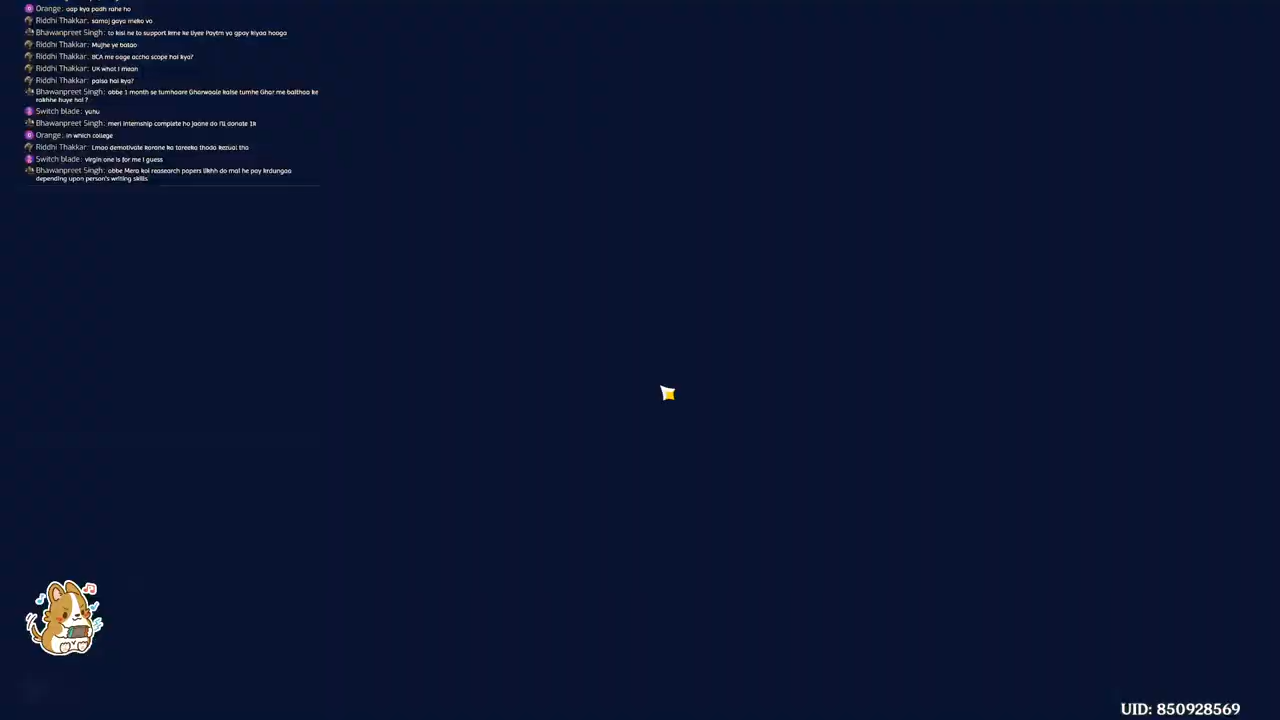 Orange: aap kya padh rahe ho
Riddhi Thakkar: samaj gaya meko vo
Bhawanpreet Singh: to kisi ne to support krne ke liyee Paytm ya gpay kiyaa hooga
Riddhi Thakkar: Mujhe ye batao
Riddhi Thakkar: BCA me aage accha scope hai kya?
Riddhi Thakkar: UK what I mean
Riddhi Thakkar: paisa hai kya?
Bhawanpreet Singh: abbe 1 month se tumhaare Gharwaale kaise tumhe Ghar me baithaa ke
rakhhe huye hai ?
Switch blade: yuhu
Bhawanpreet Singh: meri internship complete ho jaane do i'll donate 1k
Orange: in which college
Riddhi Thakkar: Lmao demotivate karane ka tareeka thoda kezual tha
Switch blade: virgin one is for me I guess
Bhawanpreet Singh: abbe Mera koi reasearch papers likhh do mai he pay krdungaa
depending upon person's writing skills
UID: 850928569